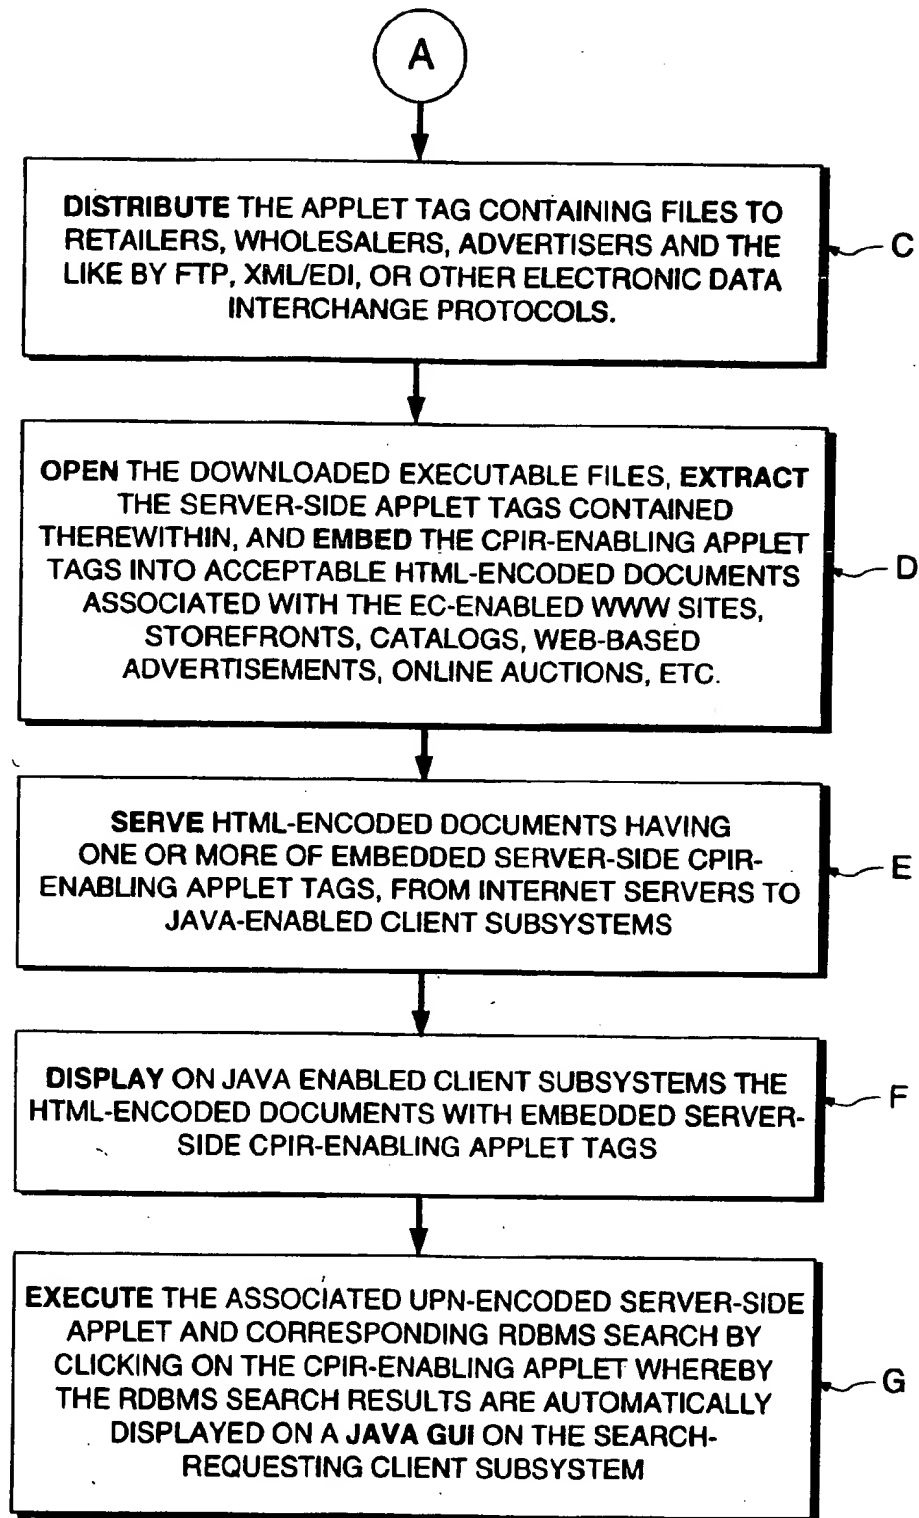 A
DISTRIBUTE THE APPLET TAG CONTAINING FILES TO
RETAILERS, WHOLESALERS, ADVERTISERS AND THE
LIKE BY FTP, XML/EDI, OR OTHER ELECTRONIC DATA
INTERCHANGE PROTOCOLS.
C
OPEN THE DOWNLOADED EXECUTABLE FILES, EXTRACT
THE SERVER-SIDE APPLET TAGS CONTAINED
THEREWITHIN, AND EMBED THE CPIR-ENABLING APPLET
TAGS INTO ACCEPTABLE HTML-ENCODED DOCUMENTS
ASSOCIATED WITH THE EC-ENABLED WWW SITES,
STOREFRONTS, CATALOGS, WEB-BASED
ADVERTISEMENTS, ONLINE AUCTIONS, ETC.
D
SERVE HTML-ENCODED DOCUMENTS HAVING
ONE OR MORE OF EMBEDDED SERVER-SIDE CPIR-
ENABLING APPLET TAGS, FROM INTERNET SERVERS TO
JAVA-ENABLED CLIENT SUBSYSTEMS
E
DISPLAY ON JAVA ENABLED CLIENT SUBSYSTEMS THE
HTML-ENCODED DOCUMENTS WITH EMBEDDED SERVER-
SIDE CPIR-ENABLING APPLET TAGS
F
EXECUTE THE ASSOCIATED UPN-ENCODED SERVER-SIDE
APPLET AND CORRESPONDING RDBMS SEARCH BY
CLICKING ON THE CPIR-ENABLING APPLET WHEREBY
THE RDBMS SEARCH RESULTS ARE AUTOMATICALLY
DISPLAYED ON A JAVA GUI ON THE SEARCH-
REQUESTING CLIENT SUBSYSTEM
G